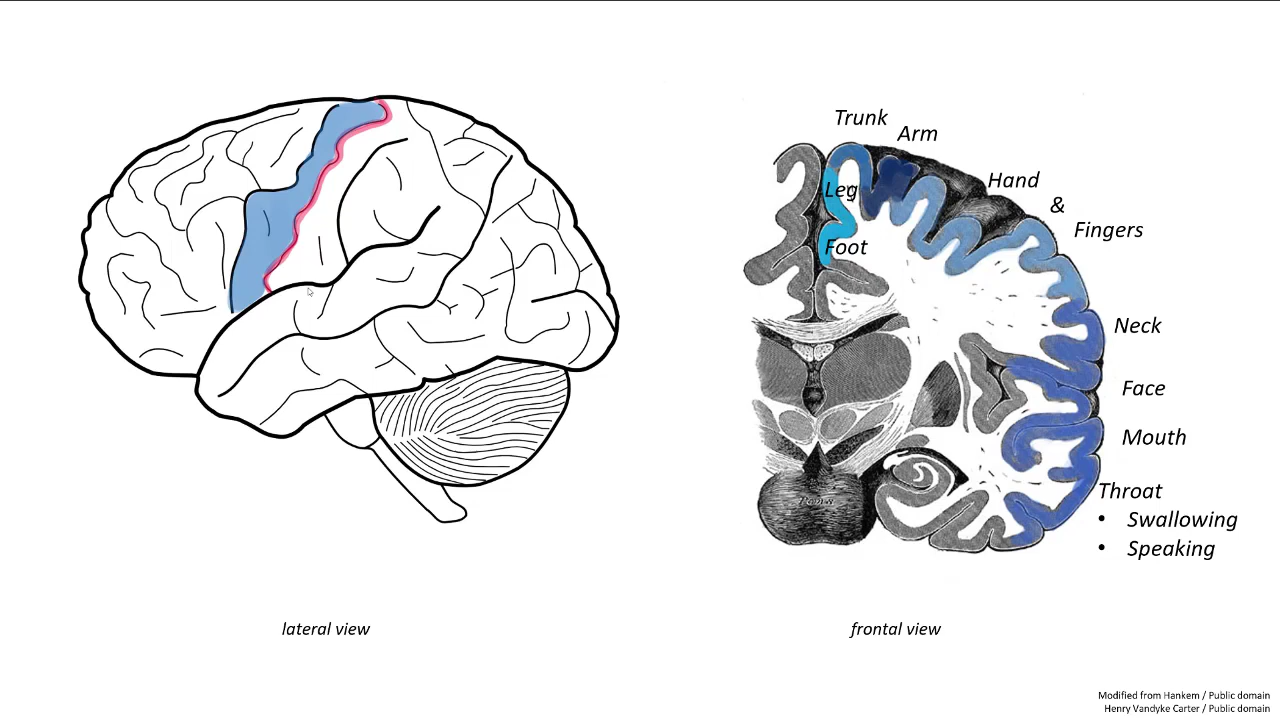 Trunk
Arm
Leg
Hand
&
Fingers
Foot
Neck
Face
Mouth
Pons
Throat
• Swallowing
• Speaking
lateral view
frontal view
Modified from Hankem / Public domain
Henry Vandyke Carter / Public domain